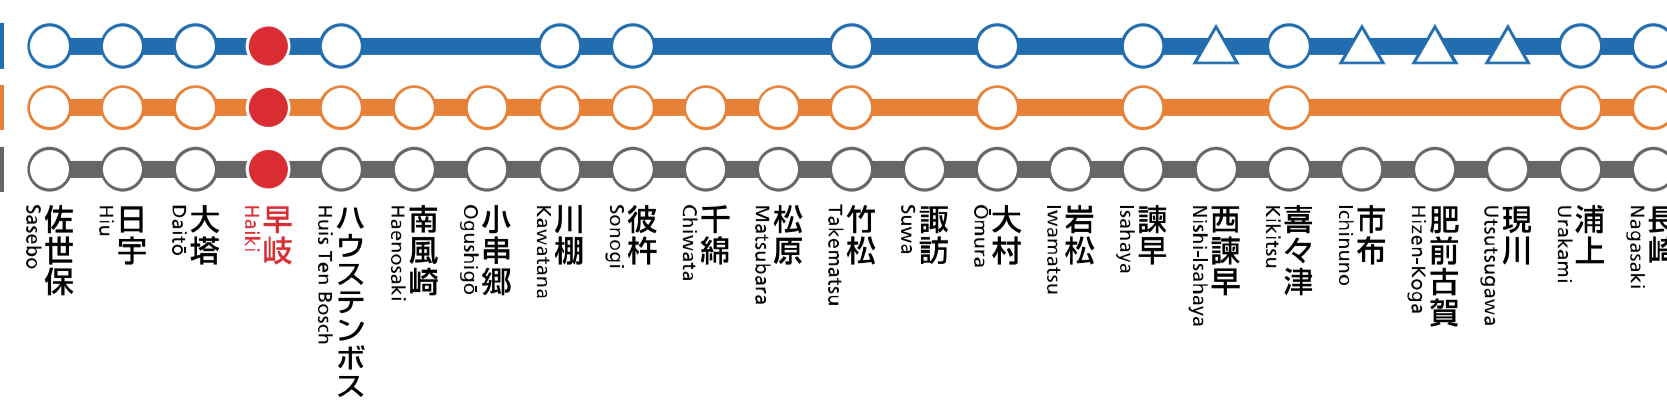 佐世保
Sasebo
日宇
Hiu
大塔
Daitō
早岐
Haiki
ハウステンボス
Huis Ten Bosch
南風崎
Haenosaki
小串郷
Ogushigō
川棚
Kawatana
彼杵
Sonogi
千綿
Chiwata
松原
Matsubara
竹松
Takematsu
諏訪
Suwa
大村
Ōmura
岩松
Iwamatsu
諫早
Isahaya
西諫早
Nishi-Isahaya
喜々津
Kikitsu
市布
Ichinuno
肥前古賀
Hizen-Koga
現川
Utsutsugawa
浦上
Urakami
長崎
Nagasaki